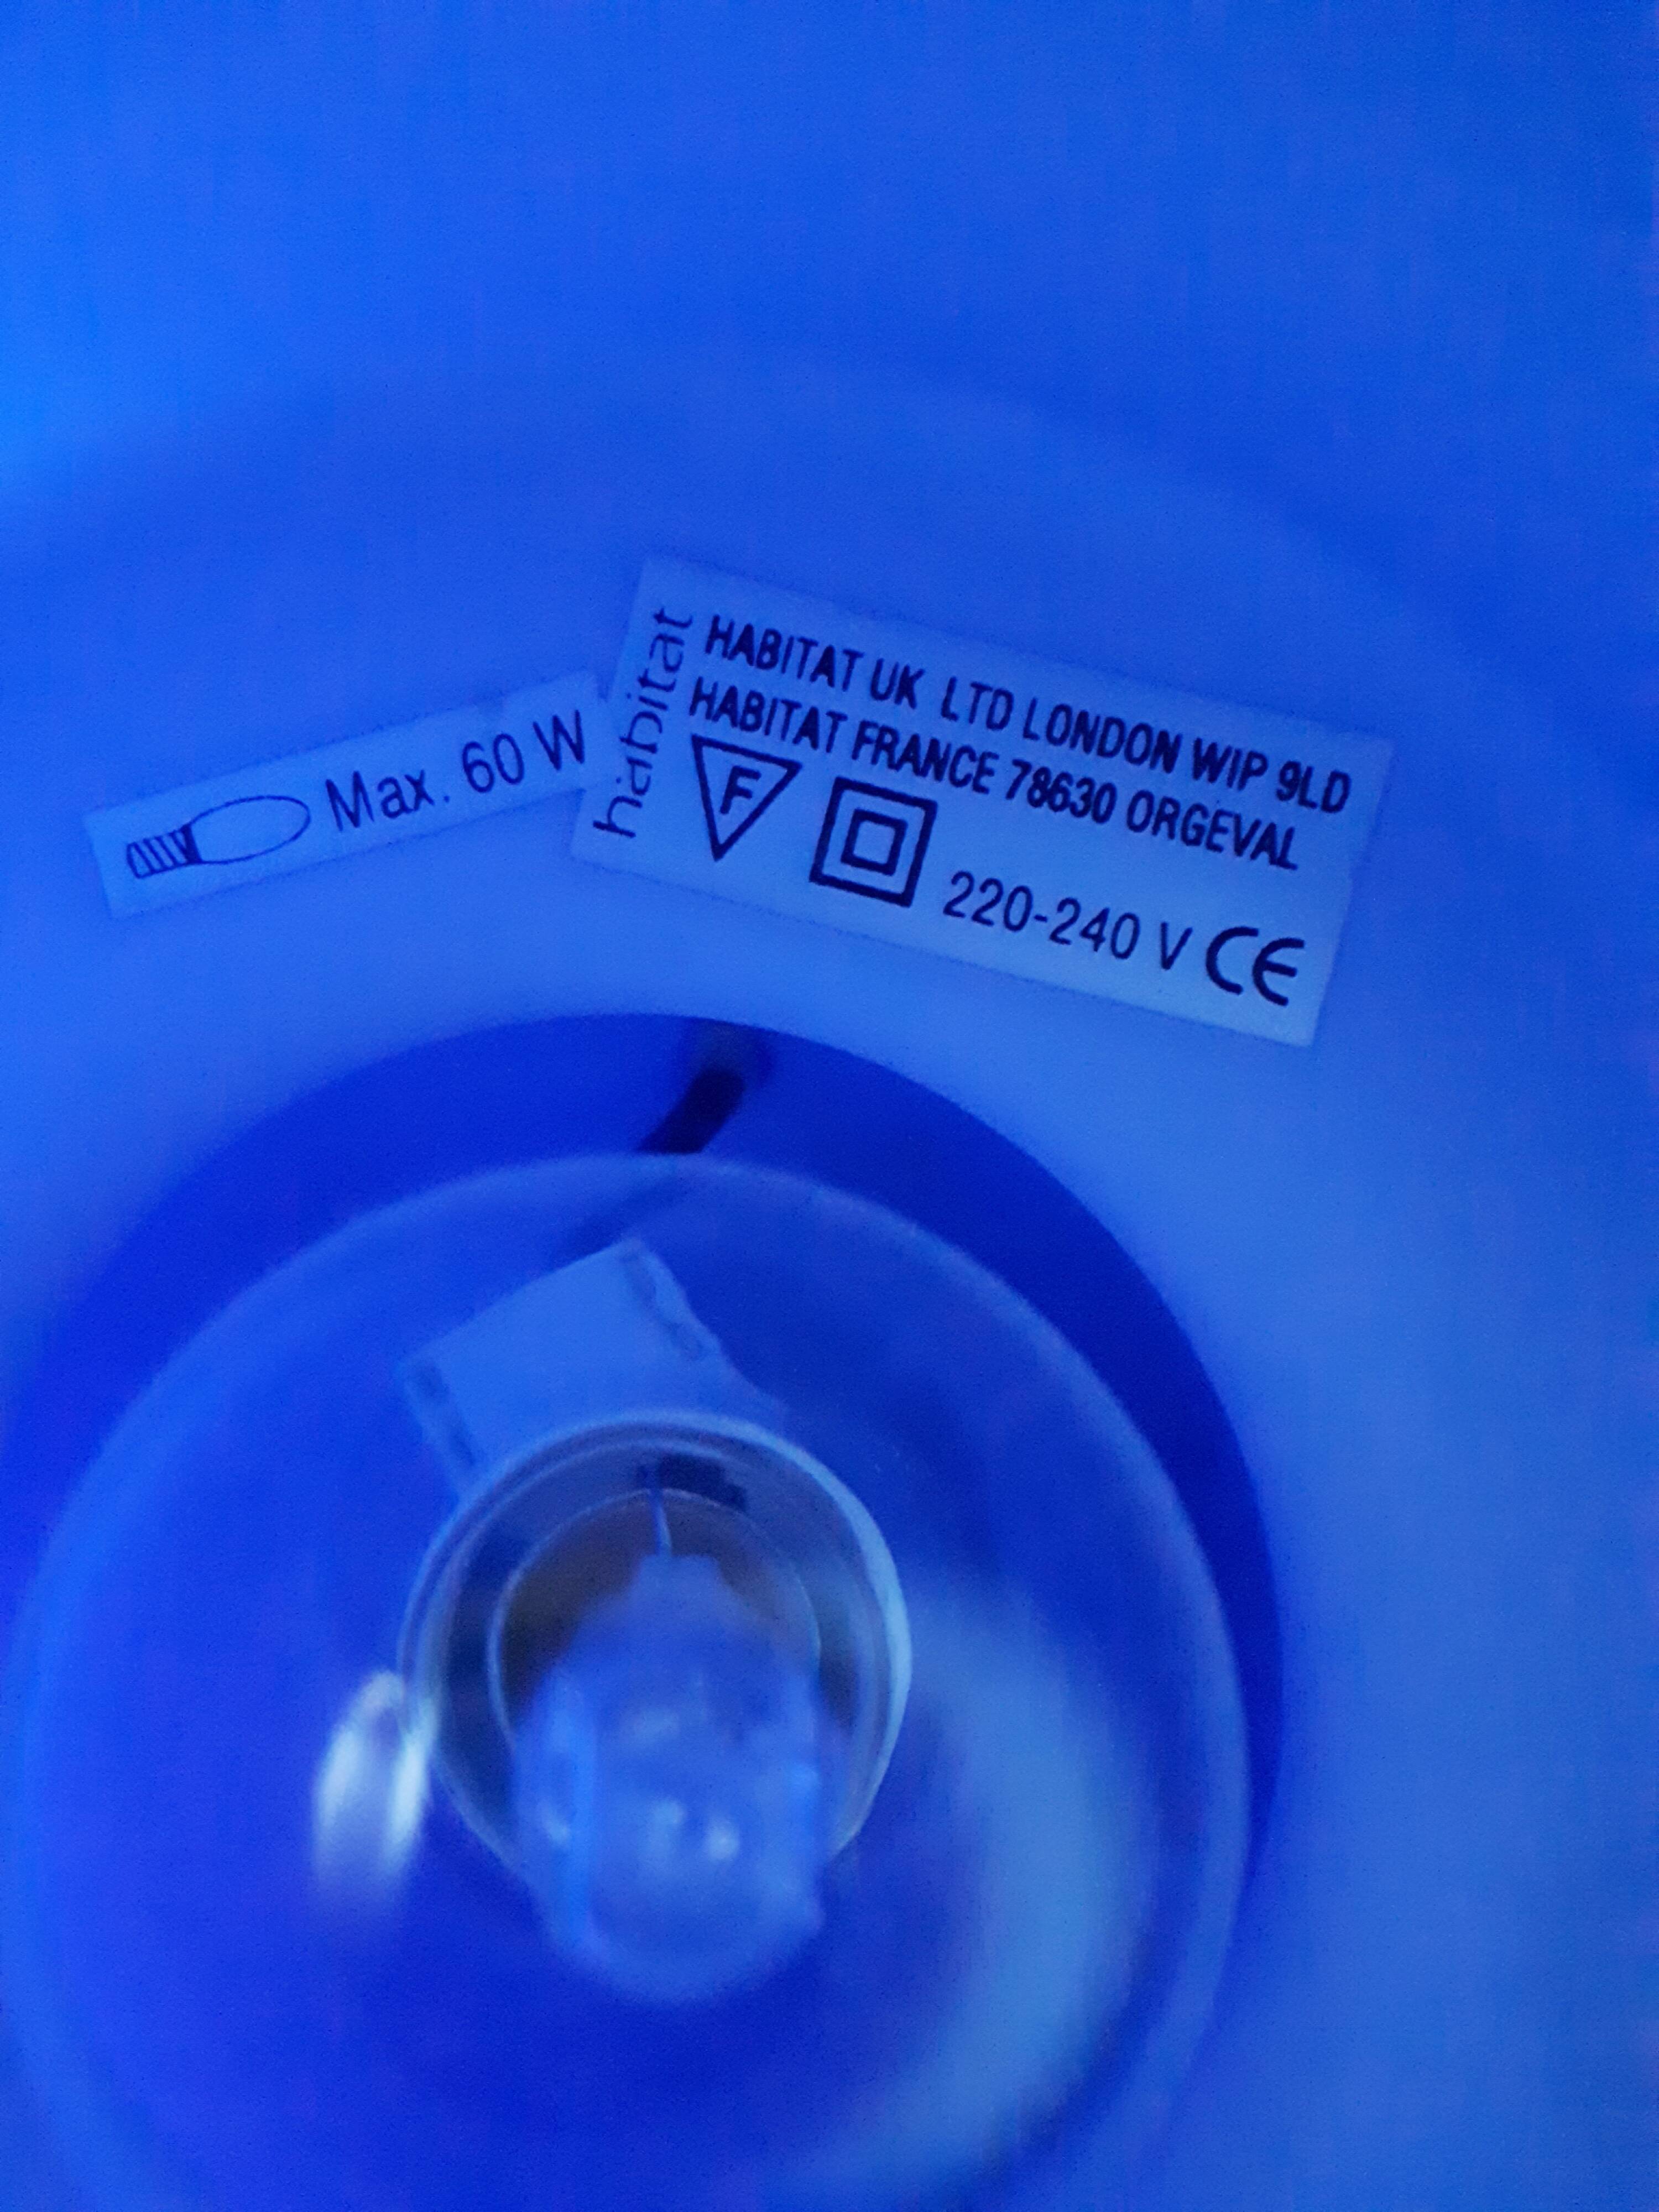 Max. 60 W
habitat
HABITAT UK LTD LONDON WIP 9LD
HABITAT FRANCE 78630 ORGEVAL
F
220-240 V CE